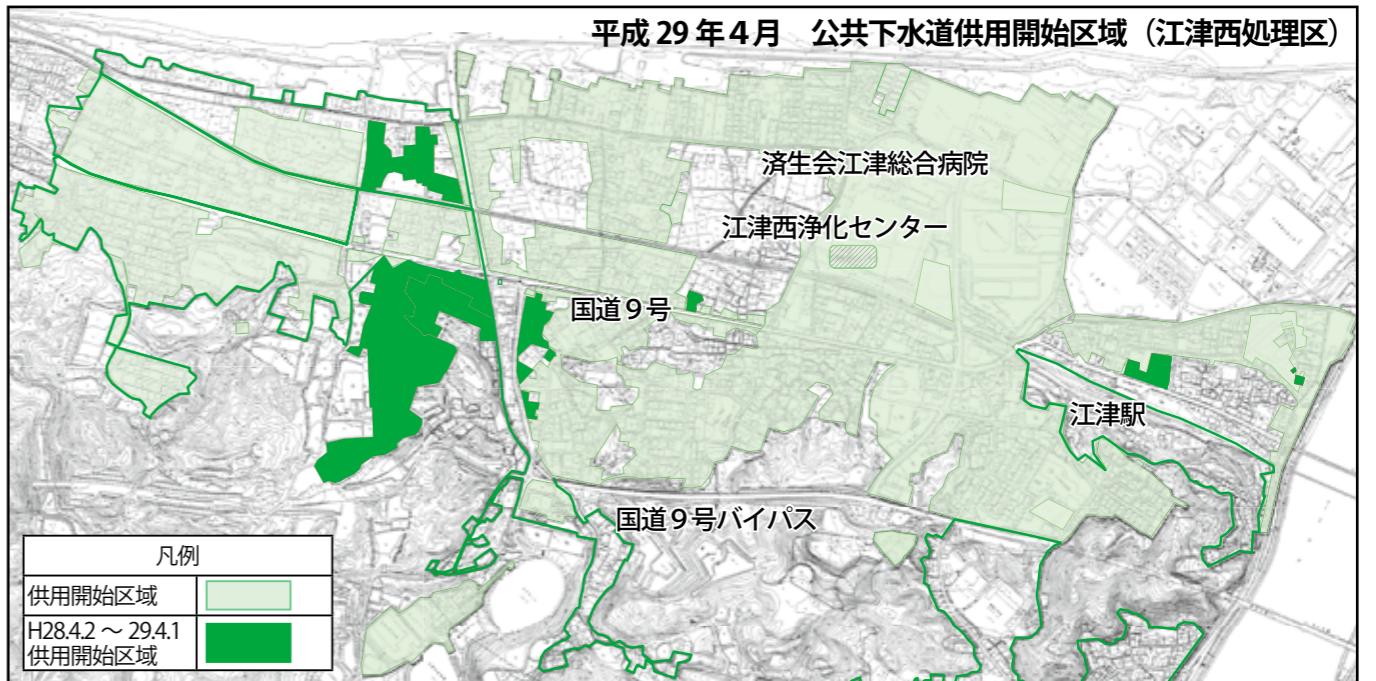 平成 29 年４月　公共下水道供用開始区域（江津西処理区）
済生会江津総合病院
江津西浄化センター
国道９号
江津駅
国道９号バイパス
凡例
供用開始区域
H28.4.2 ～ 29.4.1
供用開始区域